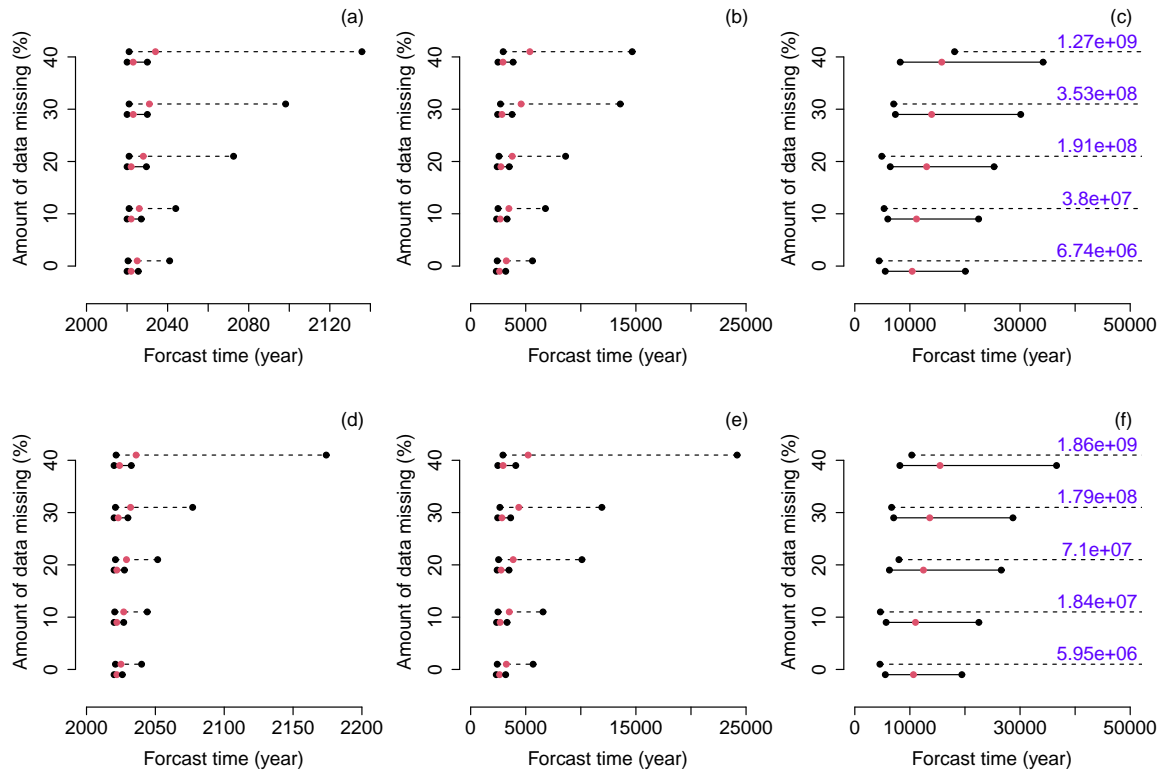 (a)
Amount of data missing (%)
0 10 20 30 40
2000 2040 2080 2120
Forcast time (year)
(b)
Amount of data missing (%)
0 10 20 30 40
0 5000 15000 25000
Forcast time (year)
(c)
Amount of data missing (%)
0 10 20 30 40
1.27e+09
3.53e+08
1.91e+08
3.8e+07
6.74e+06
0 10000 30000 50000
Forcast time (year)
(d)
Amount of data missing (%)
0 10 20 30 40
2000 2050 2100 2150 2200
Forcast time (year)
(e)
Amount of data missing (%)
0 10 20 30 40
0 5000 15000 25000
Forcast time (year)
(f)
Amount of data missing (%)
0 10 20 30 40
1.86e+09
1.79e+08
7.1e+07
1.84e+07
5.95e+06
0 10000 30000 50000
Forcast time (year)